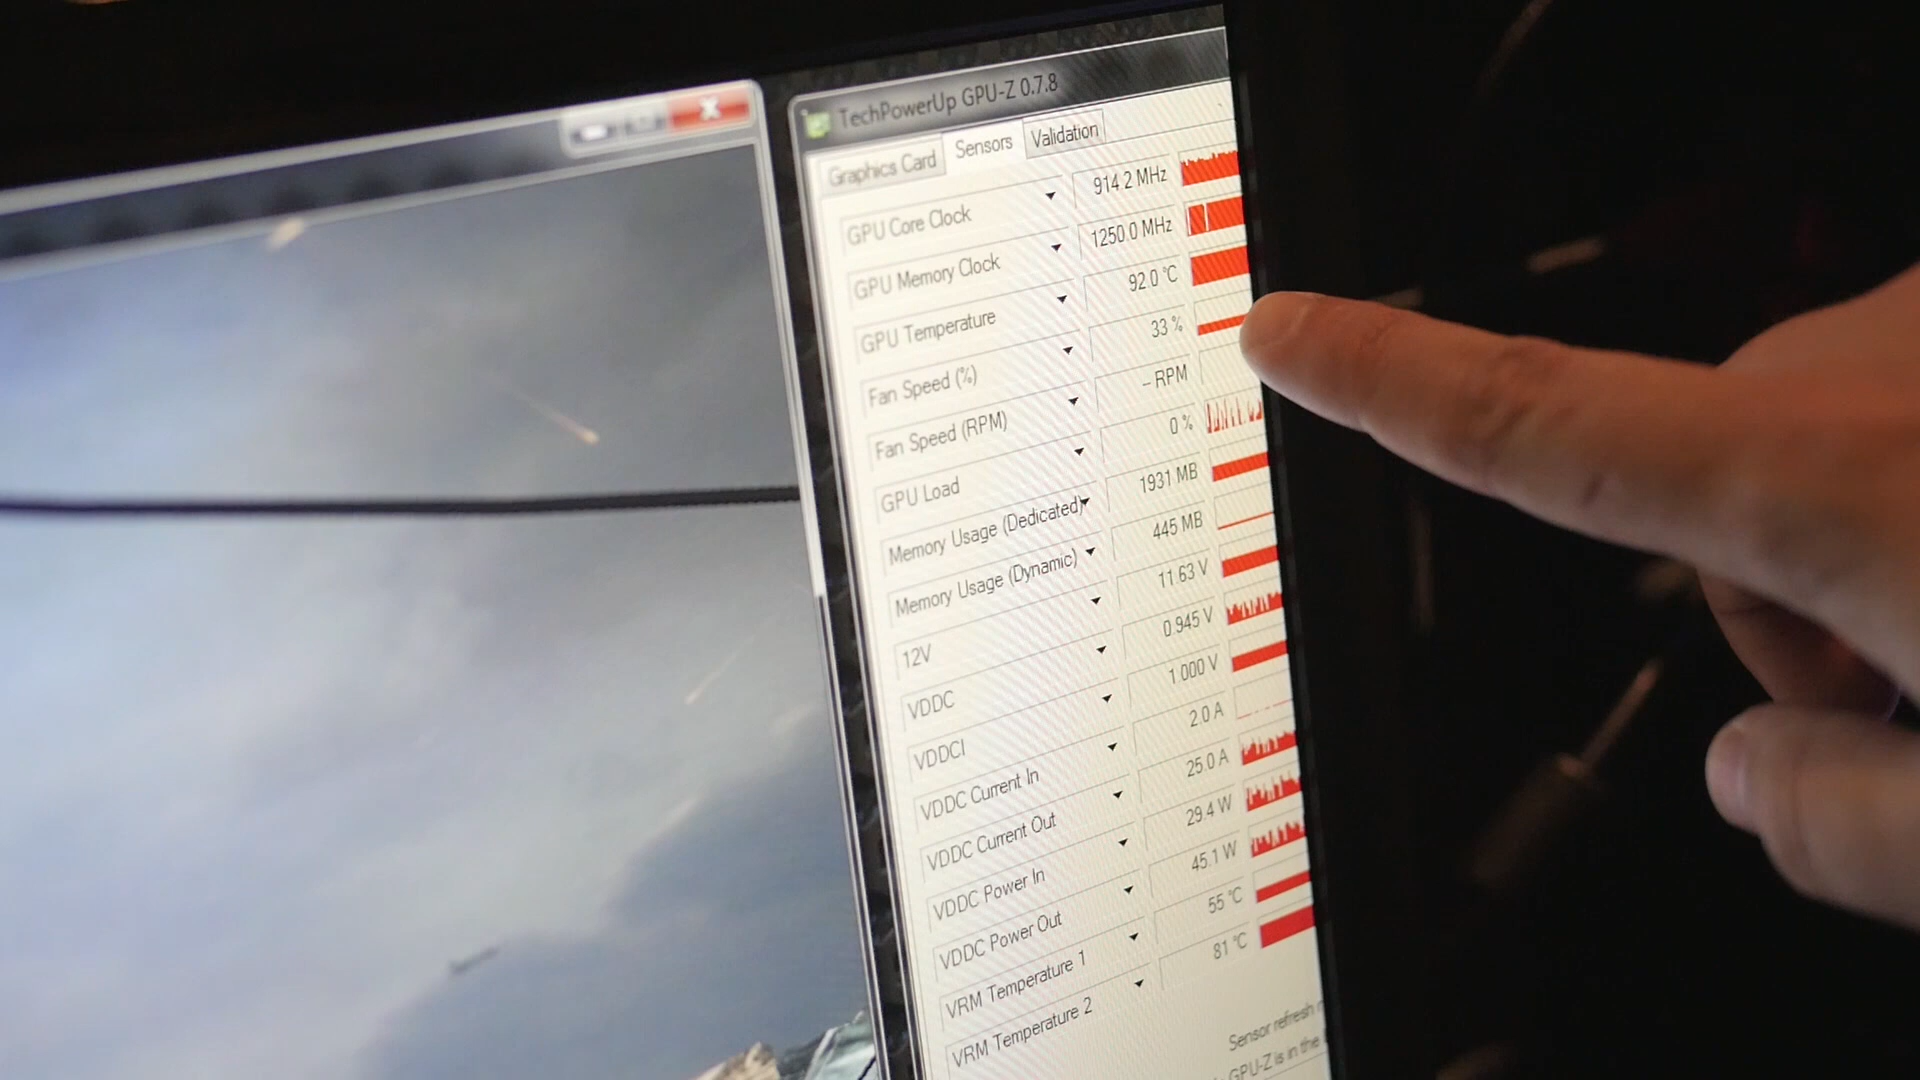 TechPowerUp GPU-Z 0.7.8
Graphics Card Sensors Validation
GPU Core Clock 914.2 MHz
GPU Memory Clock 1250.0 MHz
GPU Temperature 92.0 °C
Fan Speed (%) 33 %
Fan Speed (RPM) - RPM
GPU Load 0 %
Memory Usage (Dedicated) 1931 MB
Memory Usage (Dynamic) 445 MB
12V 11.63 V
VDDC 0.945 V
VDDCI 1.000 V
VDDC Current In 2.0 A
VDDC Current Out 25.0 A
VDDC Power In 29.4 W
VDDC Power Out 45.1 W
VRM Temperature 1 55 °C
VRM Temperature 2 81 °C
Sensor refresh
GPU-Z is in the